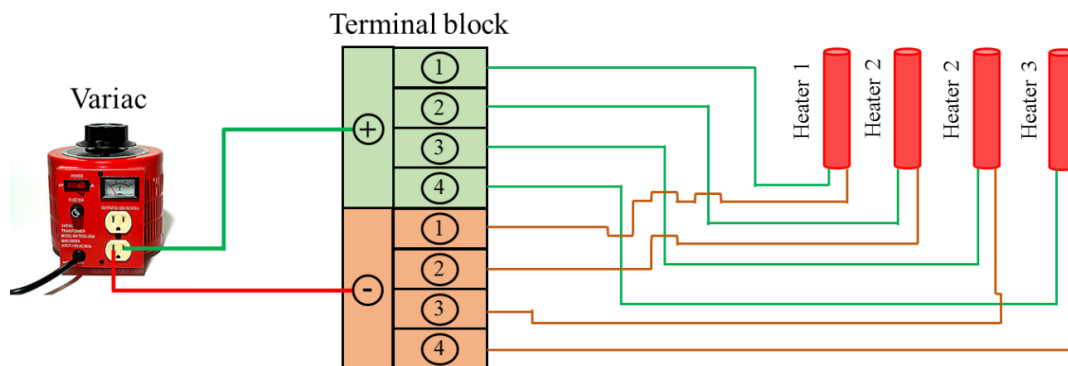 Terminal block
Variac
+
1
2
3
4
-
1
2
3
4
Heater 1
Heater 2
Heater 2
Heater 3
POWER